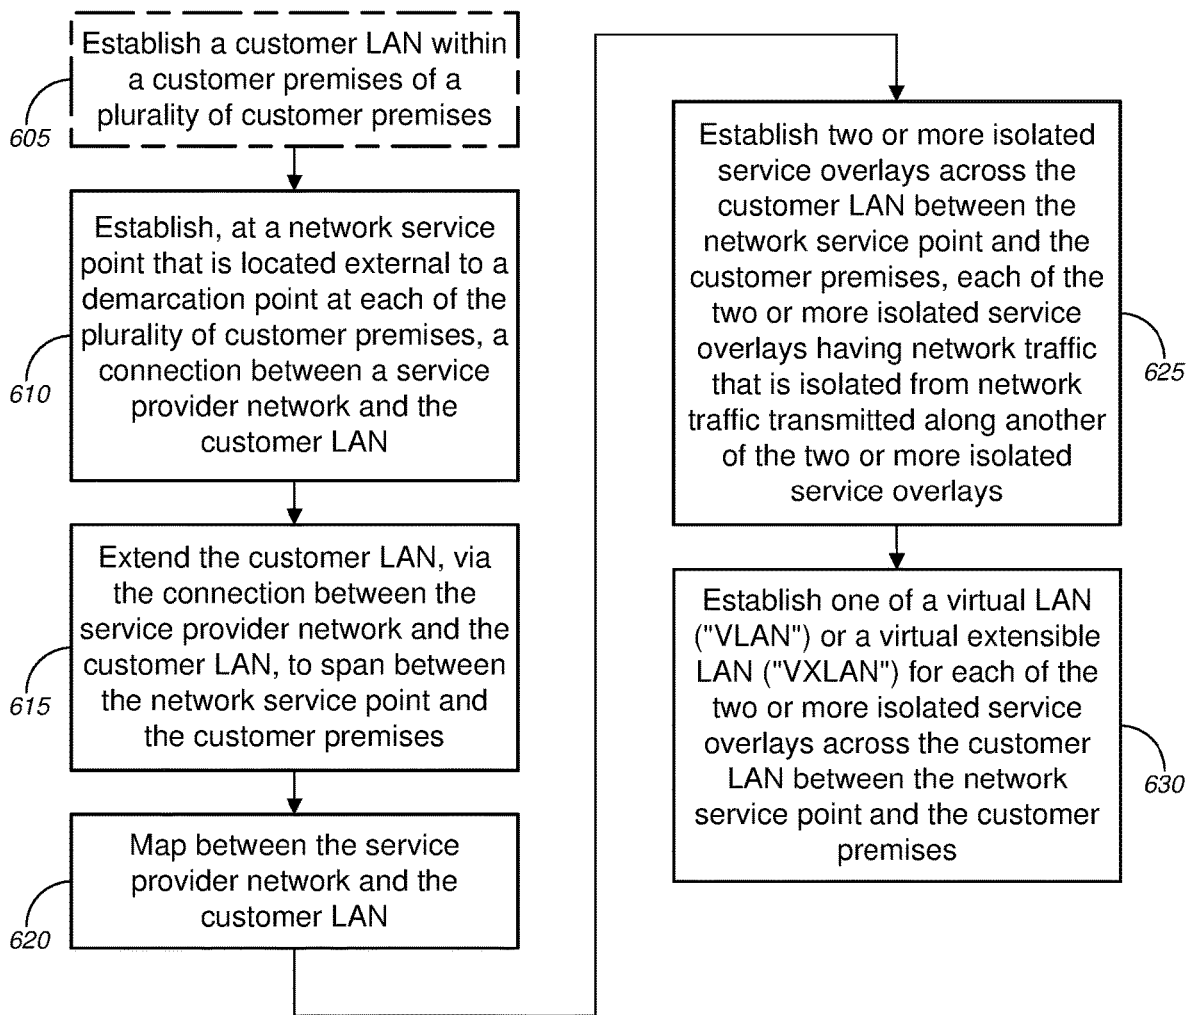 Establish a customer LAN within
a customer premises of a
plurality of customer premises
605
Establish, at a network service
point that is located external to a
demarcation point at each of the
plurality of customer premises, a
connection between a service
provider network and the
customer LAN
610
Extend the customer LAN, via
the connection between the
service provider network and the
customer LAN, to span between
the network service point and
the customer premises
615
Map between the service
provider network and the
customer LAN
620
Establish two or more isolated
service overlays across the
customer LAN between the
network service point and the
customer premises, each of the
two or more isolated service
overlays having network traffic
that is isolated from network
traffic transmitted along another
of the two or more isolated
service overlays
625
Establish one of a virtual LAN
("VLAN") or a virtual extensible
LAN ("VXLAN") for each of the
two or more isolated service
overlays across the customer
LAN between the network
service point and the customer
premises
630